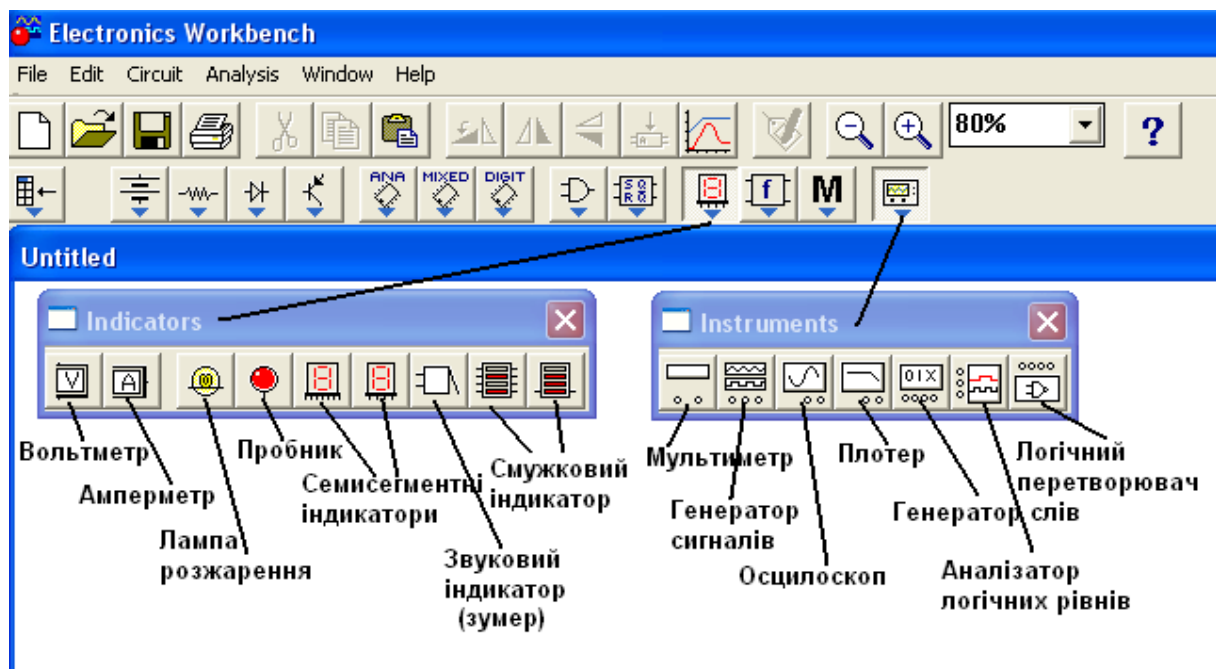 Electronics Workbench
File Edit Circuit Analysis Window Help
80%
?
ANA MIXED DIGIT
S Q
R Q
f
M
Untitled
Indicators
Instruments
V
A
0 1 X
Вольтметр
Пробник
Амперметр
Семисегментні
індикатори
Смужковий
індикатор
Лампа
розжарення
Звуковий
індикатор
(зумер)
Мультиметр
Плотер
Логічний
перетворювач
Генератор
сигналів
Генератор слів
Осцилоскоп
Аналізатор
логічних рівнів